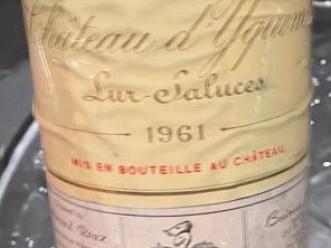 Château d'Yquem
Lur-Saluces
1961
MIS EN BOUTEILLE AU CHÂTEAU.